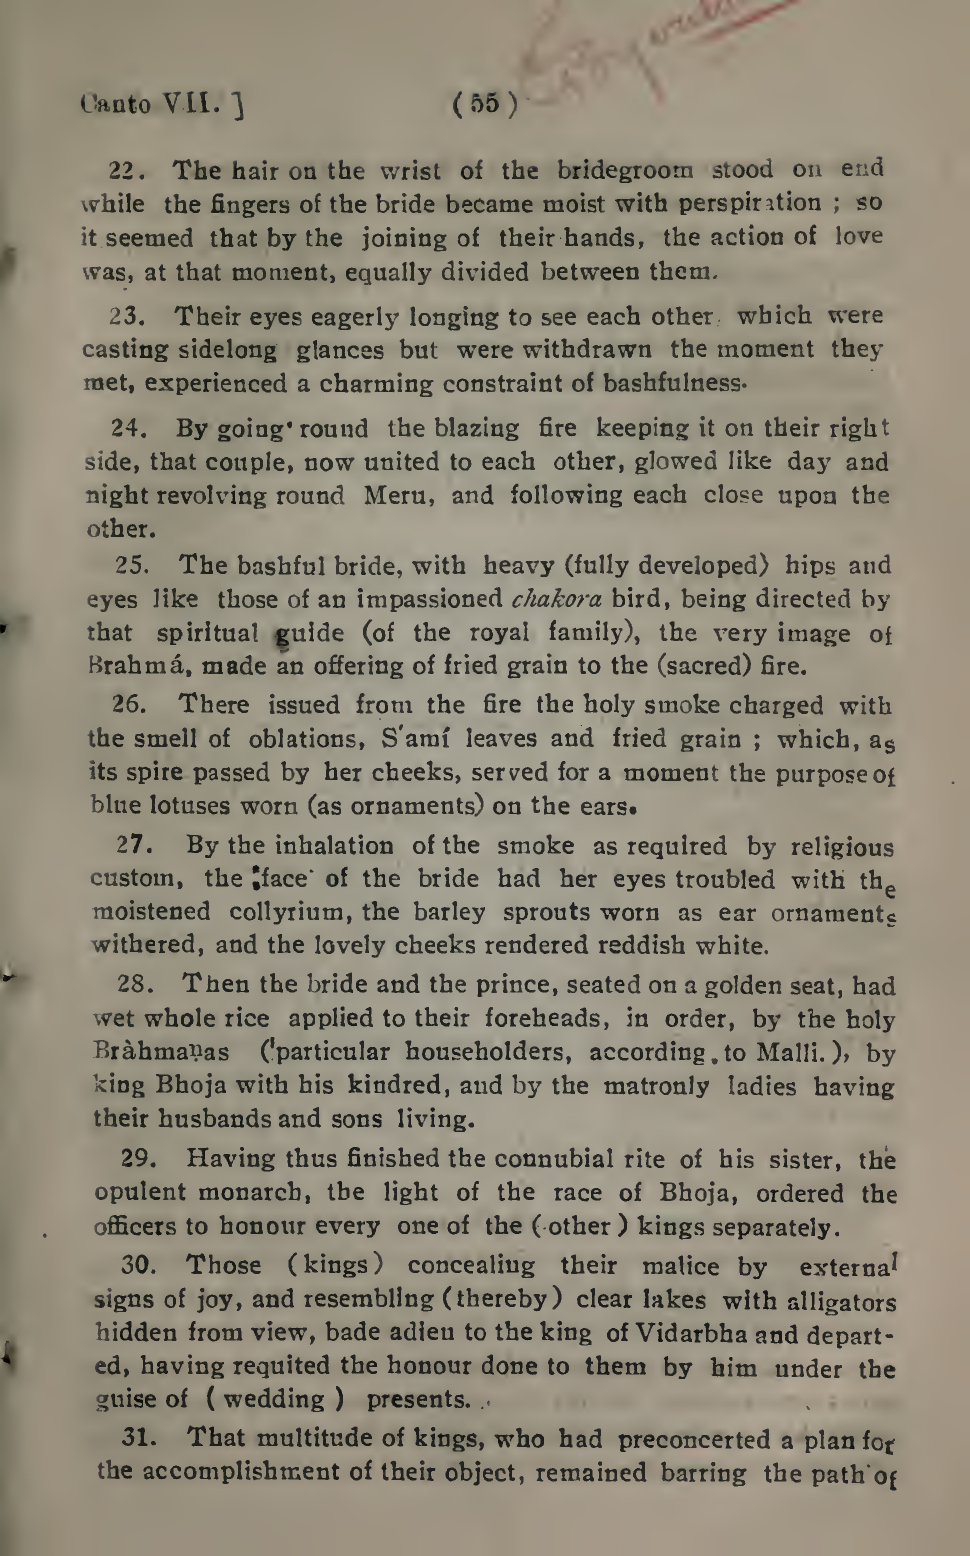 Canto VII. ]
( 55 )
22. The hair on the wrist of the bridegroom stood on end
while the fingers of the bride became moist with perspiration ; so
it seemed that by the joining of their hands, the action of love
was, at that moment, equally divided between them.
23. Their eyes eagerly longing to see each other which were
casting sidelong glances but were withdrawn the moment they
met, experienced a charming constraint of bashfulness.
24. By going round the blazing fire keeping it on their right
side, that couple, now united to each other, glowed like day and
night revolving round Meru, and following each close upon the
other.
25. The bashful bride, with heavy (fully developed) hips and
eyes like those of an impassioned chakora bird, being directed by
that spiritual guide (of the royal family), the very image of
Brahmá, made an offering of fried grain to the (sacred) fire.
26. There issued from the fire the holy smoke charged with
the smell of oblations, S'amí leaves and fried grain ; which, as
its spire passed by her cheeks, served for a moment the purpose of
blue lotuses worn (as ornaments) on the ears.
27. By the inhalation of the smoke as required by religious
custom, the face of the bride had her eyes troubled with the
moistened collyrium, the barley sprouts worn as ear ornaments
withered, and the lovely cheeks rendered reddish white.
28. Then the bride and the prince, seated on a golden seat, had
wet whole rice applied to their foreheads, in order, by the holy
Bràhmaṇas ( particular householders, according to Malli. ), by
king Bhoja with his kindred, and by the matronly ladies having
their husbands and sons living.
29. Having thus finished the connubial rite of his sister, the
opulent monarch, the light of the race of Bhoja, ordered the
officers to honour every one of the ( other ) kings separately.
30. Those ( kings ) concealing their malice by external
signs of joy, and resembling ( thereby ) clear lakes with alligators
hidden from view, bade adieu to the king of Vidarbha and depart-
ed, having requited the honour done to them by him under the
guise of ( wedding ) presents.
31. That multitude of kings, who had preconcerted a plan for
the accomplishment of their object, remained barring the path of